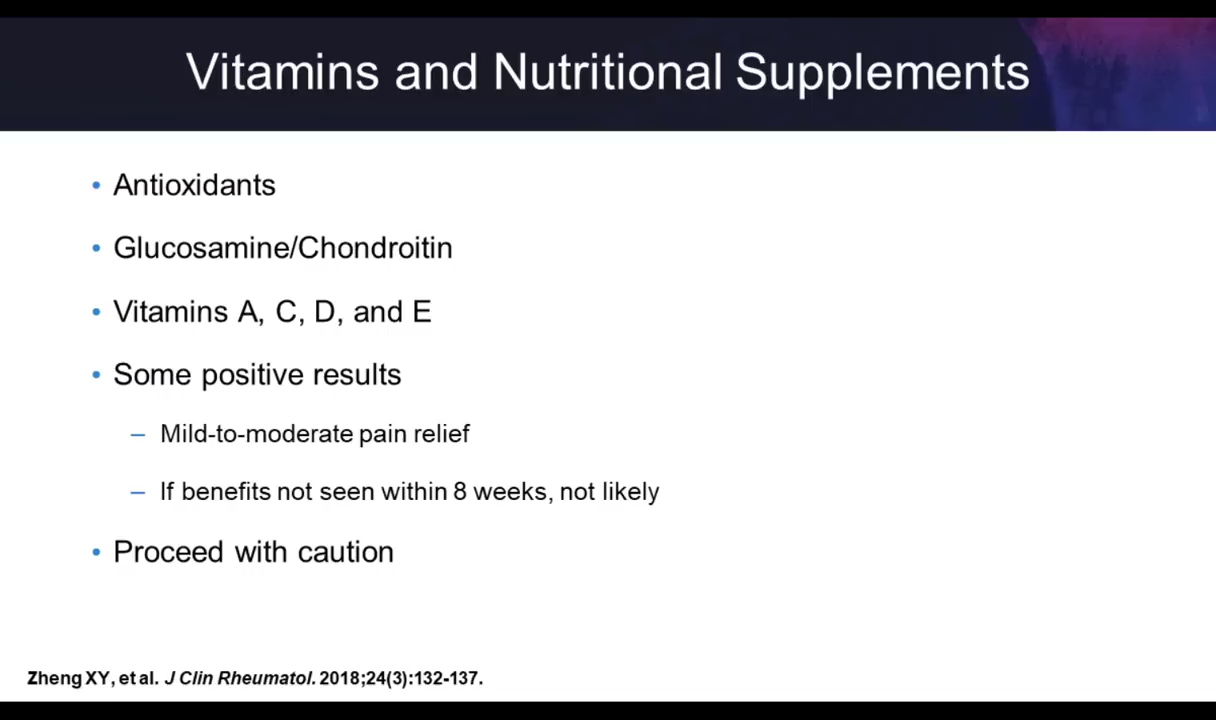 Vitamins and Nutritional Supplements
• Antioxidants
• Glucosamine/Chondroitin
• Vitamins A, C, D, and E
• Some positive results
– Mild-to-moderate pain relief
– If benefits not seen within 8 weeks, not likely
• Proceed with caution
Zheng XY, et al. J Clin Rheumatol. 2018;24(3):132-137.